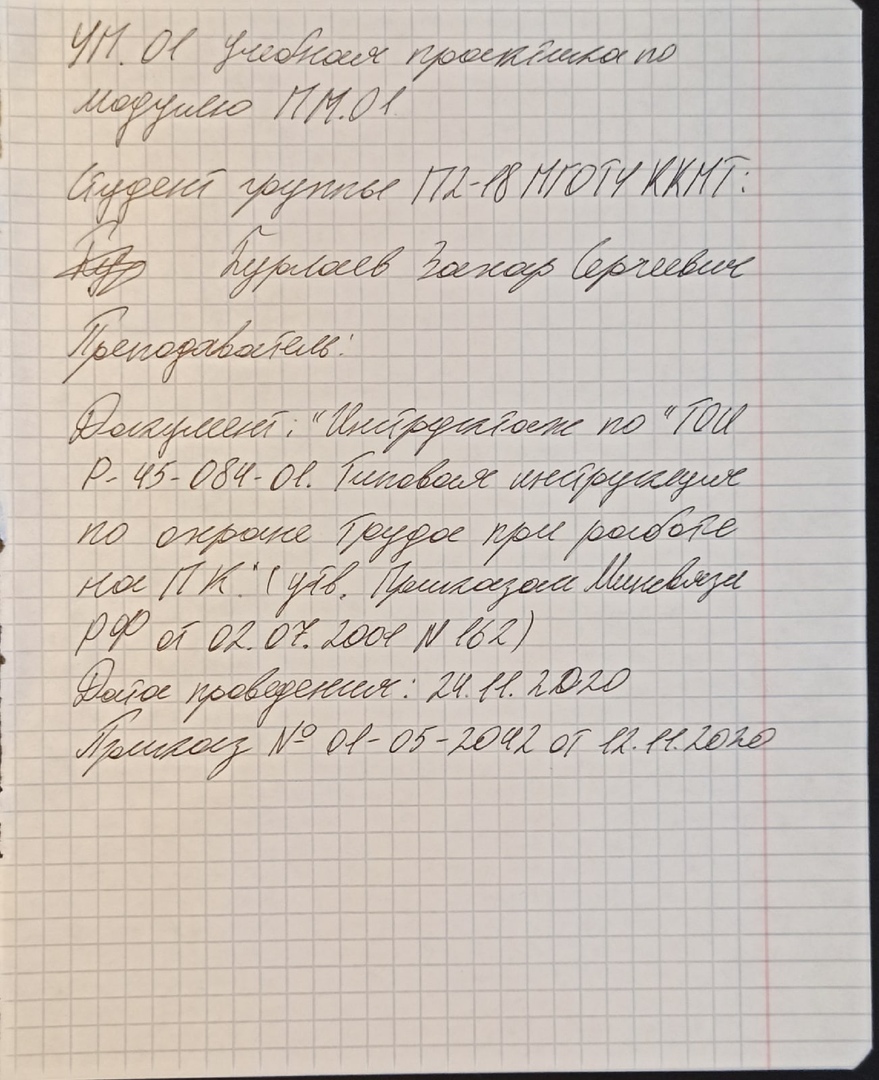 УП.01 Учебная практика по
модулю ПМ.01
Студент группы П2-18 МГОТУ ККМТ:
Бурлаев Захар Сергеевич
Преподаватель:
Документ: "Инструктаж по "ТОИ
Р-45-084-01. Типовая инструкция
по охране труда при работе
на ПК." (утв. Приказом Минсвязи
РФ от 02.07.2001 N 162)
Дата проведения: 24.11.2020
Приказ № 01-05-2042 от 12.11.2020